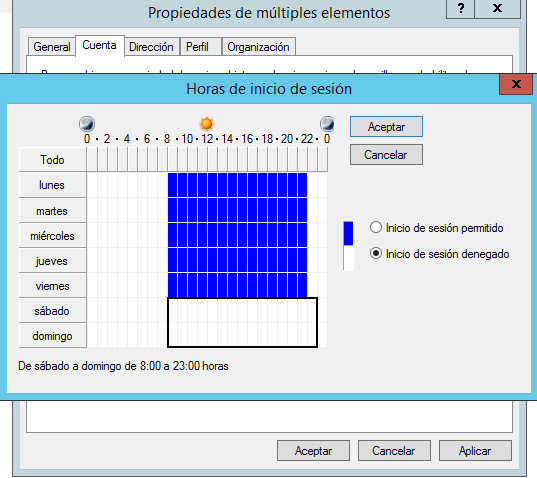 Propiedades de múltiples elementos
? x
General Cuenta Dirección Perfil Organización
Horas de inicio de sesión
x
0 · 2 · 4 · 6 · 8 · 10 · 12 · 14 · 16 · 18 · 20 · 22 · 0
Aceptar
Cancelar
Todo
lunes
martes
miércoles
jueves
viernes
sábado
domingo
Inicio de sesión permitido
Inicio de sesión denegado
De sábado a domingo de 8:00 a 23:00 horas
Aceptar Cancelar Aplicar